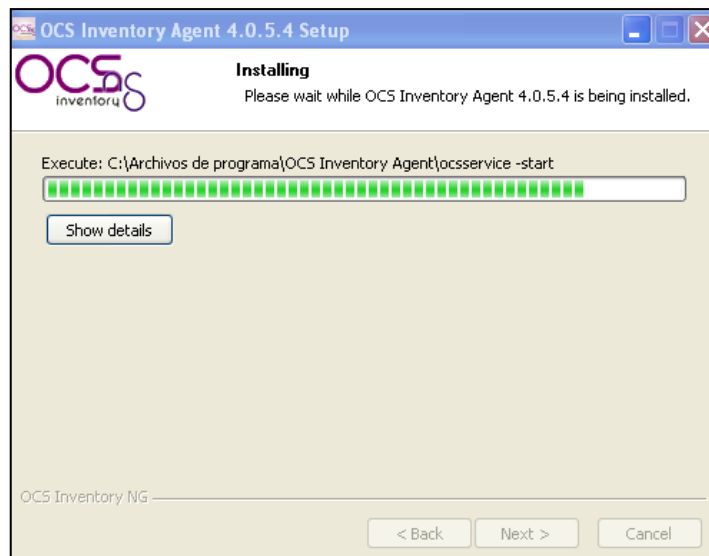 OCS Inventory Agent 4.0.5.4 Setup
OCSng
inventory
Installing
Please wait while OCS Inventory Agent 4.0.5.4 is being installed.
Execute: C:\Archivos de programa\OCS Inventory Agent\ocsservice -start
Show details
OCS Inventory NG
< Back
Next >
Cancel